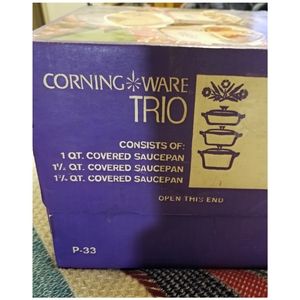 CORNING✳WARE
TRIO
CONSISTS OF:
1 QT. COVERED SAUCEPAN
1½ QT. COVERED SAUCEPAN
1¾ QT. COVERED SAUCEPAN
OPEN THIS END
P-33